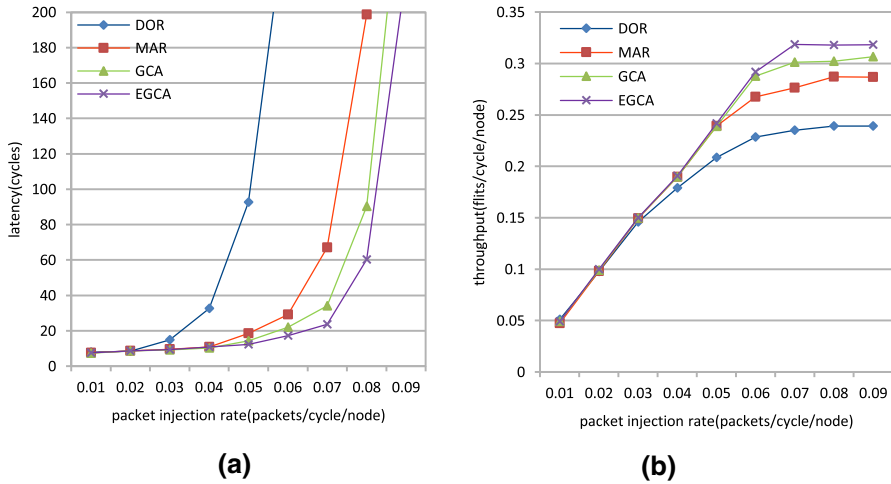 200
180
160
140
120
100
80
60
40
20
0
latency(cycles)
DOR
MAR
GCA
EGCA
0.01 0.02 0.03 0.04 0.05 0.06 0.07 0.08 0.09
packet injection rate(packets/cycle/node)
(a)
0.35
0.3
0.25
0.2
0.15
0.1
0.05
0
throughput(flits/cycle/node)
DOR
MAR
GCA
EGCA
0.01 0.02 0.03 0.04 0.05 0.06 0.07 0.08 0.09
packet injection rate(packets/cycle/node)
(b)